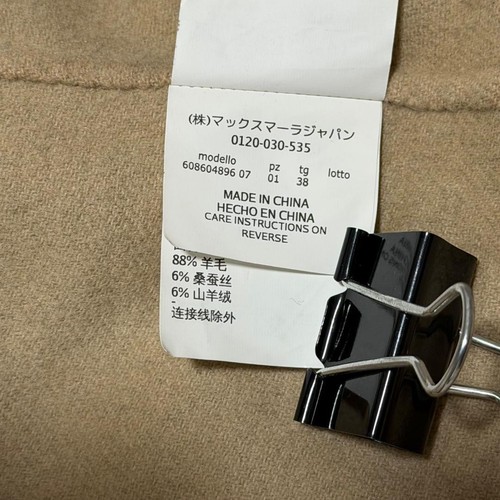 (株)マックスマーラジャパン
0120-030-535
modello pz tg lotto
608604896 07 01 38
MADE IN CHINA
HECHO EN CHINA
CARE INSTRUCTIONS ON
REVERSE
88% 羊毛
6% 桑蚕丝
6% 山羊绒
-
连接线除外